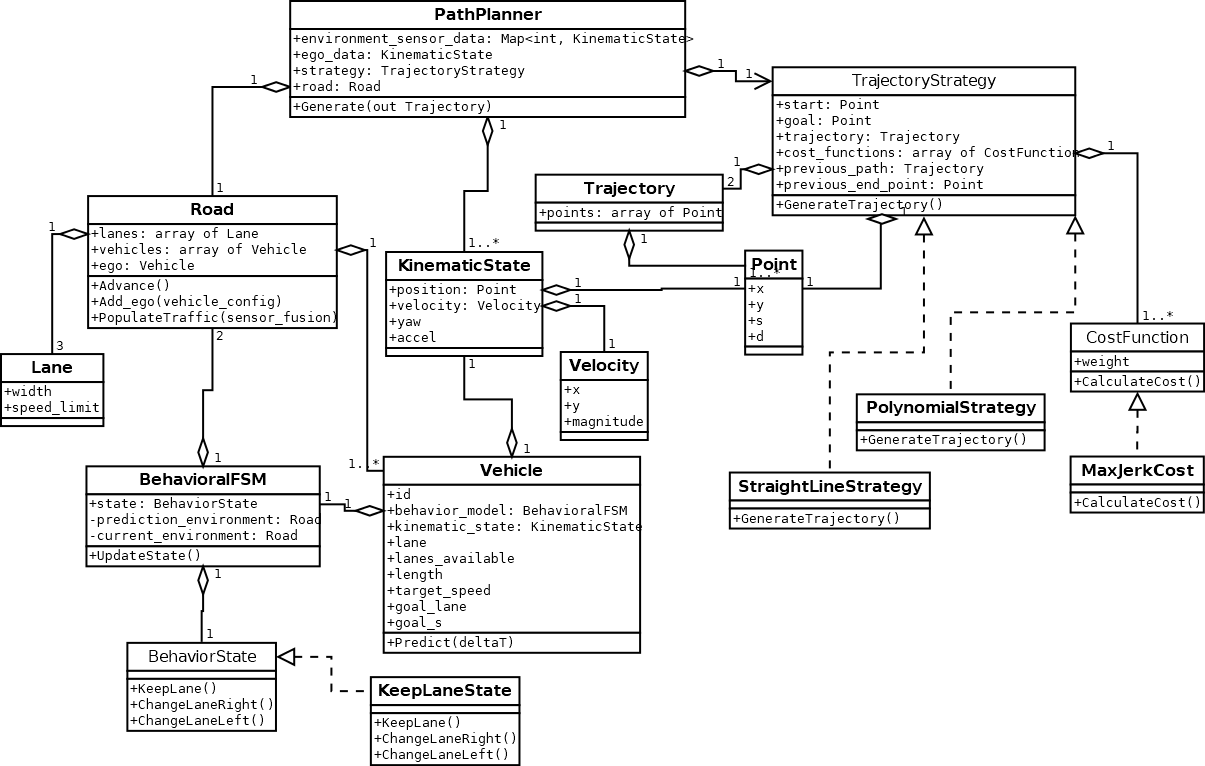 PathPlanner
+environment_sensor_data: Map<int, KinematicState>
+ego_data: KinematicState
+strategy: TrajectoryStrategy
+road: Road
+Generate(out Trajectory)
1
1
1
1
1
TrajectoryStrategy
+start: Point
+goal: Point
+trajectory: Trajectory
+cost_functions: array of CostFunction
+previous_path: Trajectory
+previous_end_point: Point
+GenerateTrajectory()
1
1
2
1
Trajectory
+points: array of Point
1
1..*
Road
+lanes: array of Lane
+vehicles: array of Vehicle
+ego: Vehicle
+Advance()
+Add_ego(vehicle_config)
+PopulateTraffic(sensor_fusion)
1
1
3
2
1..*
KinematicState
+position: Point
+velocity: Velocity
+yaw
+accel
1
1
1
1
1
1
Point
+x
+y
+s
+d
Velocity
+x
+y
+magnitude
Lane
+width
+speed_limit
1..*
CostFunction
+weight
+CalculateCost()
PolynomialStrategy
+GenerateTrajectory()
StraightLineStrategy
+GenerateTrajectory()
MaxJerkCost
+CalculateCost()
1
BehavioralFSM
+state: BehaviorState
-prediction_environment: Road
-current_environment: Road
+UpdateState()
1
1
1
1
1..*
1
Vehicle
+id
+behavior_model: BehavioralFSM
+kinematic_state: KinematicState
+lane
+lanes_available
+length
+target_speed
+goal_lane
+goal_s
+Predict(deltaT)
BehaviorState
+KeepLane()
+ChangeLaneRight()
+ChangeLaneLeft()
KeepLaneState
+KeepLane()
+ChangeLaneRight()
+ChangeLaneLeft()